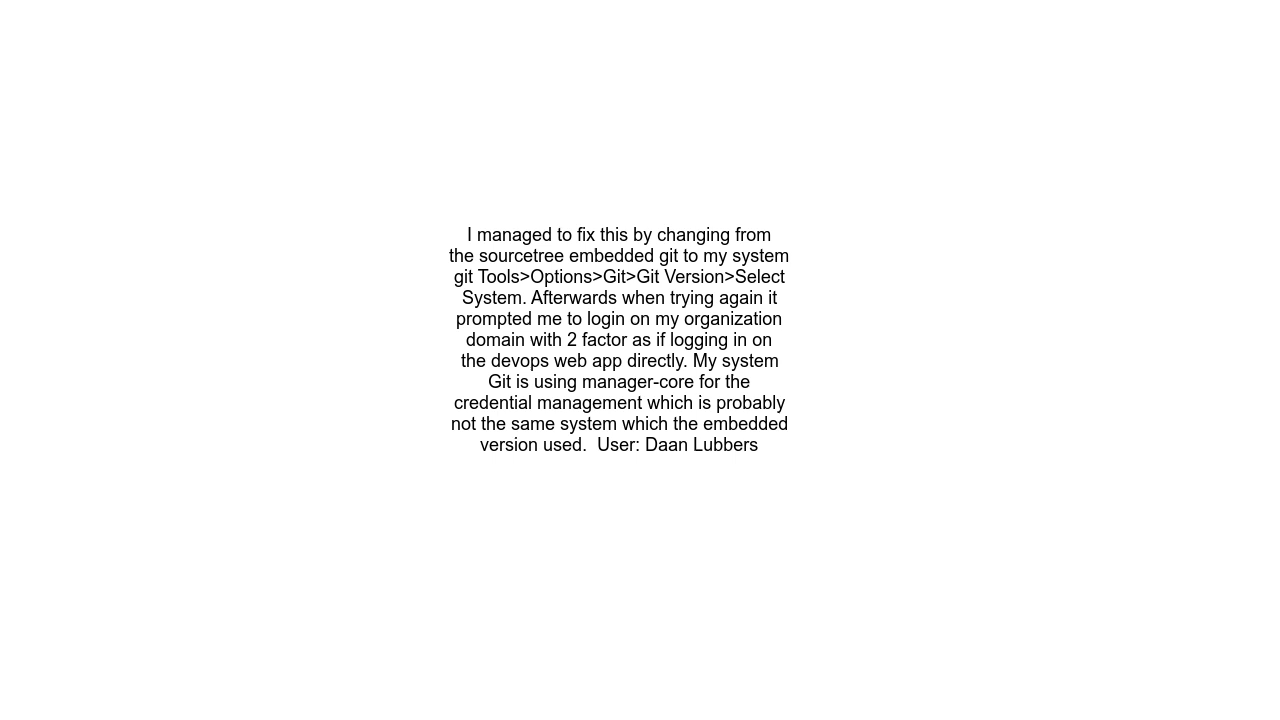 I managed to fix this by changing from
the sourcetree embedded git to my system
git Tools>Options>Git>Git Version>Select
System. Afterwards when trying again it
prompted me to login on my organization
domain with 2 factor as if logging in on
the devops web app directly. My system
Git is using manager-core for the
credential management which is probably
not the same system which the embedded
version used.  User: Daan Lubbers